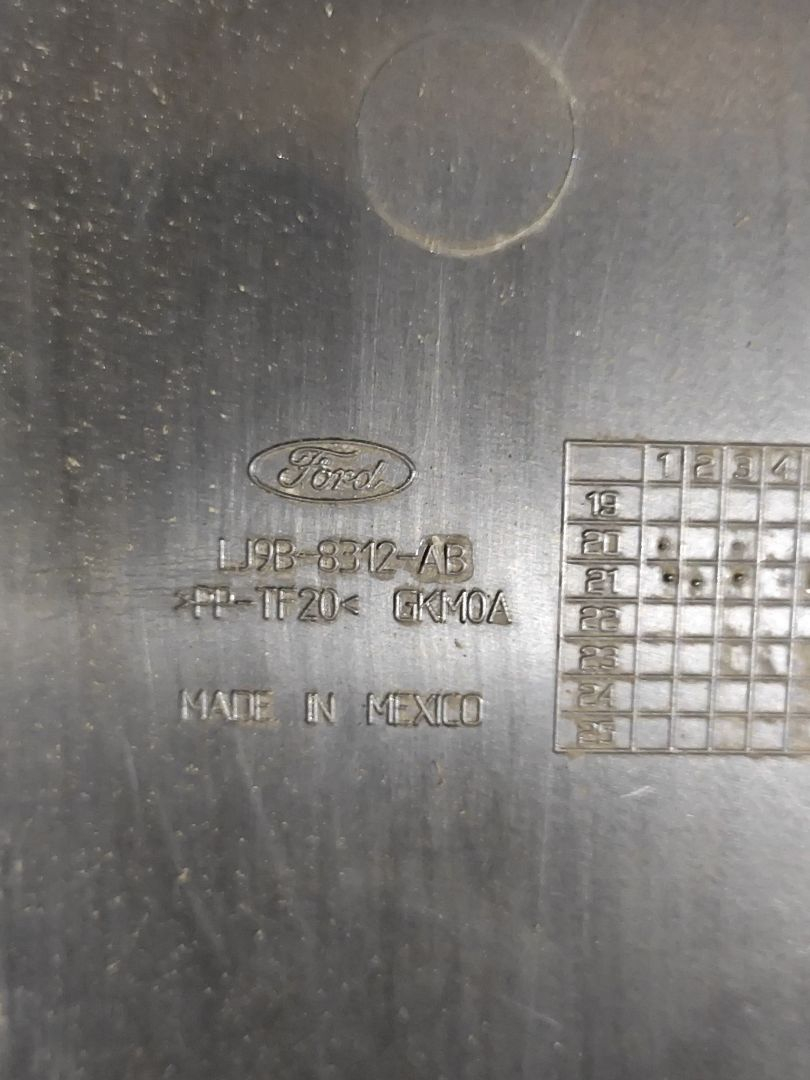 Ford
LJ9B-8312-AB
>PP-TF20< GKM0A
MADE IN MEXICO
1 2 3 4
19
20
21
22
23
24